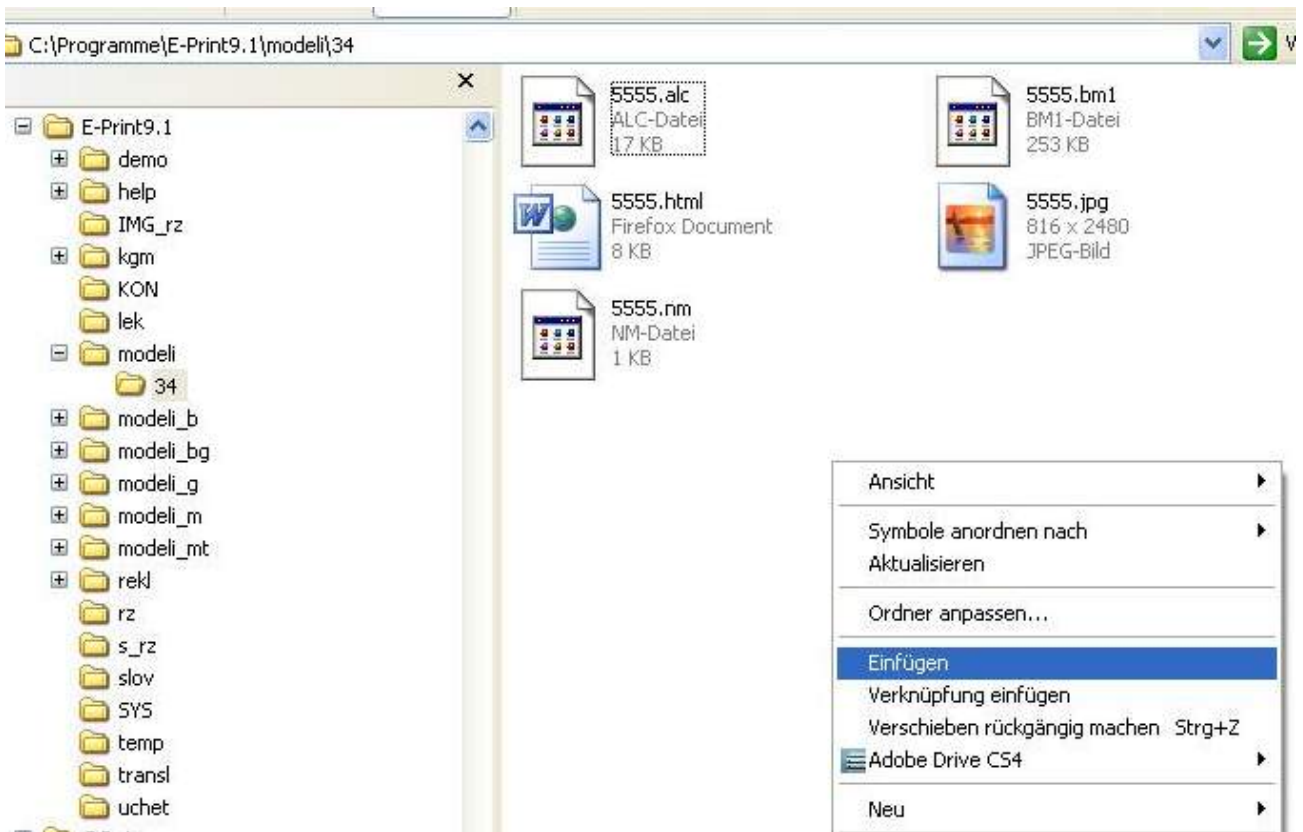 C:\Programme\E-Print9.1\modeli\34
E-Print9.1
demo
help
IMG_rz
kgm
KON
lek
modeli
34
modeli_b
modeli_bg
modeli_g
modeli_m
modeli_mt
rekl
rz
s_rz
slov
SYS
temp
transl
uchet
5555.alc
ALC-Datei
17 KB
5555.bm1
BM1-Datei
253 KB
5555.html
Firefox Document
8 KB
5555.jpg
816 x 2480
JPEG-Bild
5555.nm
NM-Datei
1 KB
Ansicht
Symbole anordnen nach
Aktualisieren
Ordner anpassen...
Einfügen
Verknüpfung einfügen
Verschieben rückgängig machen Strg+Z
Adobe Drive CS4
Neu